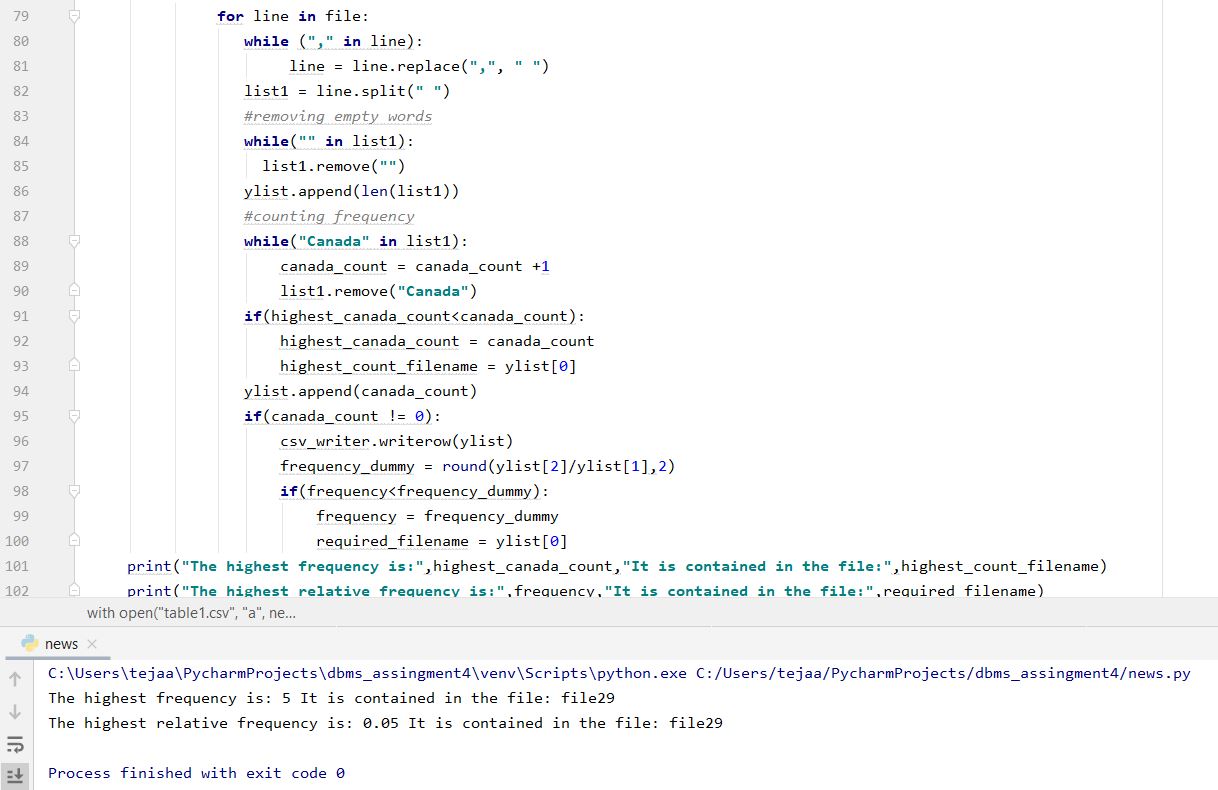 79 for line in file:
80 while ("," in line):
81 line = line.replace(",", " ")
82 list1 = line.split(" ")
83 #removing empty words
84 while("" in list1):
85 list1.remove("")
86 ylist.append(len(list1))
87 #counting frequency
88 while("Canada" in list1):
89 canada_count = canada_count +1
90 list1.remove("Canada")
91 if(highest_canada_count<canada_count):
92 highest_canada_count = canada_count
93 highest_count_filename = ylist[0]
94 ylist.append(canada_count)
95 if(canada_count != 0):
96 csv_writer.writerow(ylist)
97 frequency_dummy = round(ylist[2]/ylist[1],2)
98 if(frequency<frequency_dummy):
99 frequency = frequency_dummy
100 required_filename = ylist[0]
101 print("The highest frequency is:",highest_canada_count,"It is contained in the file:",highest_count_filename)
102 print("The highest relative frequency is:",frequency,"It is contained in the file:",required_filename)
with open("table1.csv", "a", ne...
news
C:\Users\tejaa\PycharmProjects\dbms_assingment4\venv\Scripts\python.exe C:/Users/tejaa/PycharmProjects/dbms_assingment4/news.py
The highest frequency is: 5 It is contained in the file: file29
The highest relative frequency is: 0.05 It is contained in the file: file29
Process finished with exit code 0